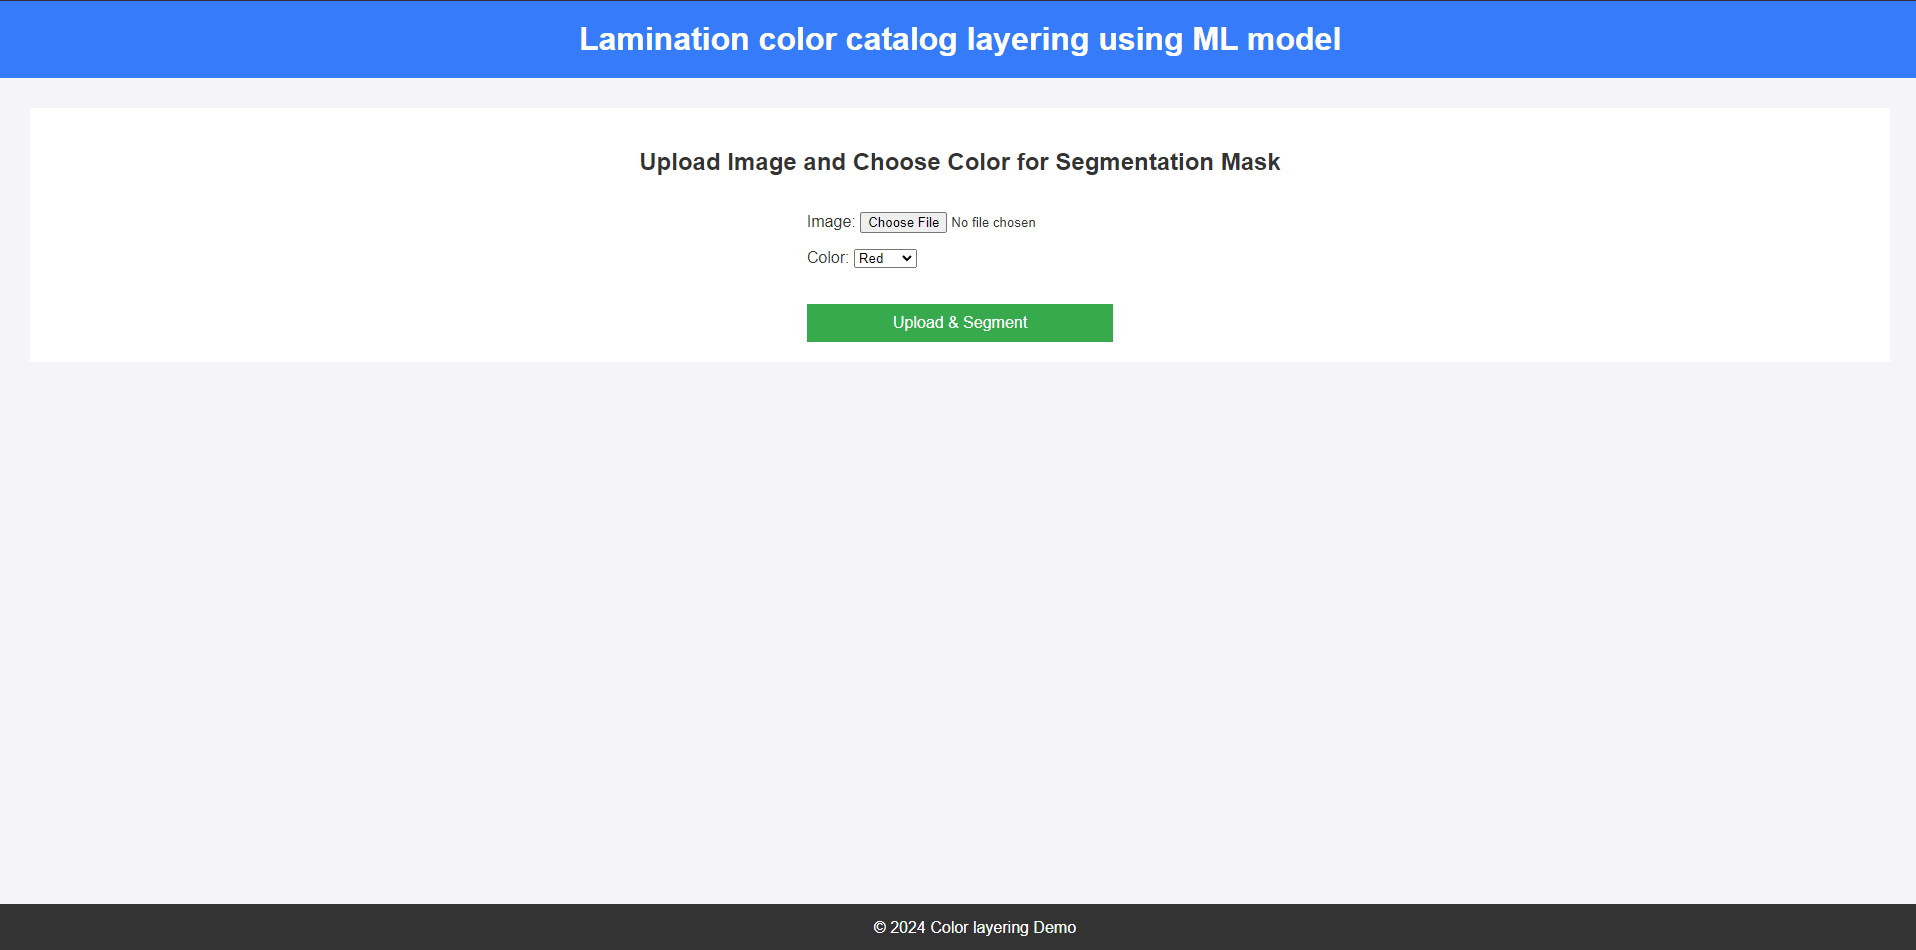 Lamination color catalog layering using ML model
Upload Image and Choose Color for Segmentation Mask
Image: Choose File No file chosen
Color: Red
Upload & Segment
© 2024 Color layering Demo